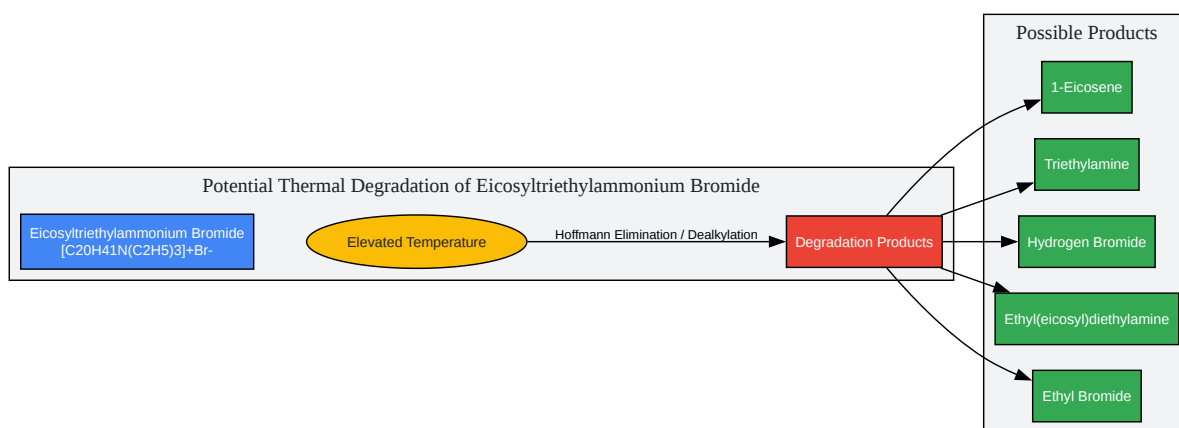 Possible Products
1-Eicosene
Triethylamine
Potential Thermal Degradation of Eicosyltriethylammonium Bromide
Eicosyltriethylammonium Bromide
[C20H41N(C2H5)3]+Br-
Elevated Temperature
Hoffmann Elimination / Dealkylation
Degradation Products
Hydrogen Bromide
Ethyl(eicosyl)diethylamine
Ethyl Bromide